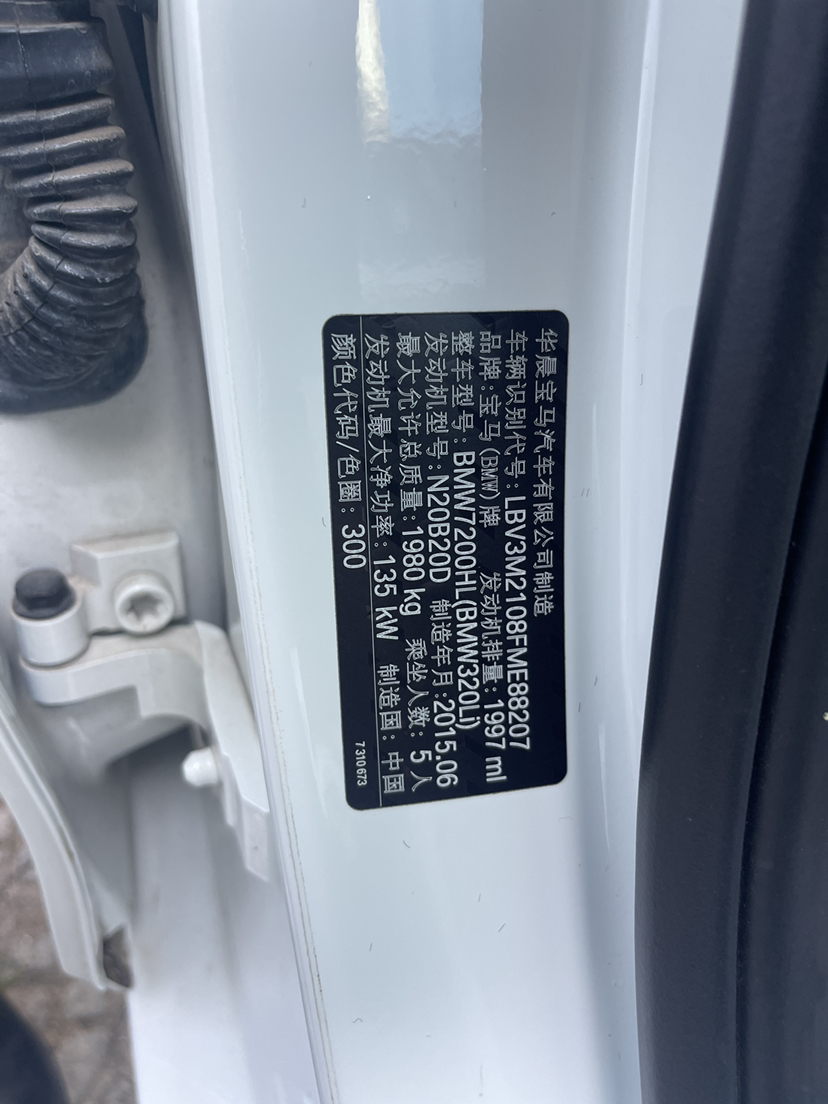 华晨宝马汽车有限公司制造
车辆识别代号: LBV3M2108FME88207
品牌:宝马(BMW)牌 发动机排量:1997 ml
整车型号: BMW7200HL(BMW320Li)
发动机型号:N20B20D 制造年月:2015.06
最大允许总质量:1980 kg 乘坐人数: 5 人
发动机最大净功率: 135 kW 制造国: 中国
颜色代码/色圈: 300
7310673